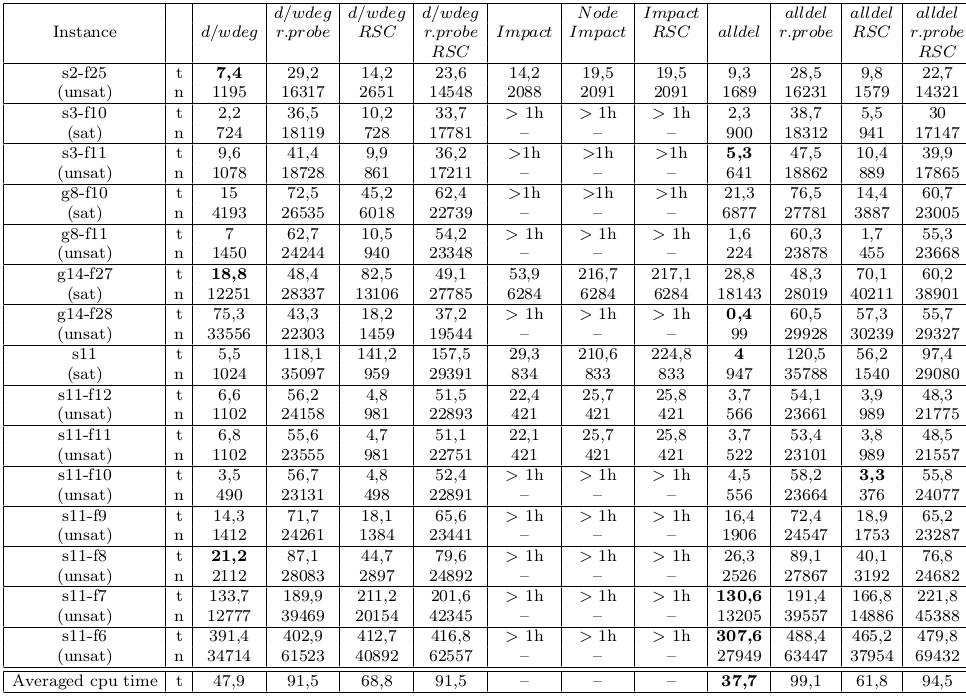 d/wdeg d/wdeg d/wdeg Node Impact alldel alldel alldel
Instance d/wdeg r.probe RSC r.probe Impact Impact RSC alldel r.probe RSC r.probe
RSC RSC
s2-f25 t 7,4 29,2 14,2 23,6 14,2 19,5 19,5 9,3 28,5 9,8 22,7
(unsat) n 1195 16317 2651 14548 2088 2091 2091 1689 16231 1579 14321
s3-f10 t 2,2 36,5 10,2 33,7 > 1h > 1h > 1h 2,3 38,7 5,5 30
(sat) n 724 18119 728 17781 – – – 900 18312 941 17147
s3-f11 t 9,6 41,4 9,9 36,2 >1h >1h >1h 5,3 47,5 10,4 39,9
(unsat) n 1078 18728 861 17211 – – – 641 18862 889 17865
g8-f10 t 15 72,5 45,2 62,4 >1h >1h >1h 21,3 76,5 14,4 60,7
(sat) n 4193 26535 6018 22739 – – – 6877 27781 3887 23005
g8-f11 t 7 62,7 10,5 54,2 > 1h > 1h > 1h 1,6 60,3 1,7 55,3
(unsat) n 1450 24244 940 23348 – – – 224 23878 455 23668
g14-f27 t 18,8 48,4 82,5 49,1 53,9 216,7 217,1 28,8 48,3 70,1 60,2
(sat) n 12251 28337 13106 27785 6284 6284 6284 18143 28019 40211 38901
g14-f28 t 75,3 43,3 18,2 37,2 > 1h > 1h > 1h 0,4 60,5 57,3 55,7
(unsat) n 33556 22303 1459 19544 – – – 99 29928 30239 29327
s11 t 5,5 118,1 141,2 157,5 29,3 210,6 224,8 4 120,5 56,2 97,4
(sat) n 1024 35097 959 29391 834 833 833 947 35788 1540 29080
s11-f12 t 6,6 56,2 4,8 51,5 22,4 25,7 25,8 3,7 54,1 3,9 48,3
(unsat) n 1102 24158 981 22893 421 421 421 566 23661 989 21775
s11-f11 t 6,8 55,6 4,7 51,1 22,1 25,7 25,8 3,7 53,4 3,8 48,5
(unsat) n 1102 23555 981 22751 421 421 421 522 23101 989 21557
s11-f10 t 3,5 56,7 4,8 52,4 > 1h > 1h > 1h 4,5 58,2 3,3 55,8
(unsat) n 490 23131 498 22891 – – – 556 23664 376 24077
s11-f9 t 14,3 71,7 18,1 65,6 > 1h > 1h > 1h 16,4 72,4 18,9 65,2
(unsat) n 1412 24261 1384 23441 – – – 1906 24547 1753 23287
s11-f8 t 21,2 87,1 44,7 79,6 > 1h > 1h > 1h 26,3 89,1 40,1 76,8
(unsat) n 2112 28083 2897 24892 – – – 2526 27867 3192 24682
s11-f7 t 133,7 189,9 211,2 201,6 > 1h > 1h > 1h 130,6 191,4 166,8 221,8
(unsat) n 12777 39469 20154 42345 – – – 13205 39557 14886 45388
s11-f6 t 391,4 402,9 412,7 416,8 > 1h > 1h > 1h 307,6 488,4 465,2 479,8
(unsat) n 34714 61523 40892 62557 – – – 27949 63447 37954 69432
Averaged cpu time t 47,9 91,5 68,8 91,5 – – – 37,7 99,1 61,8 94,5